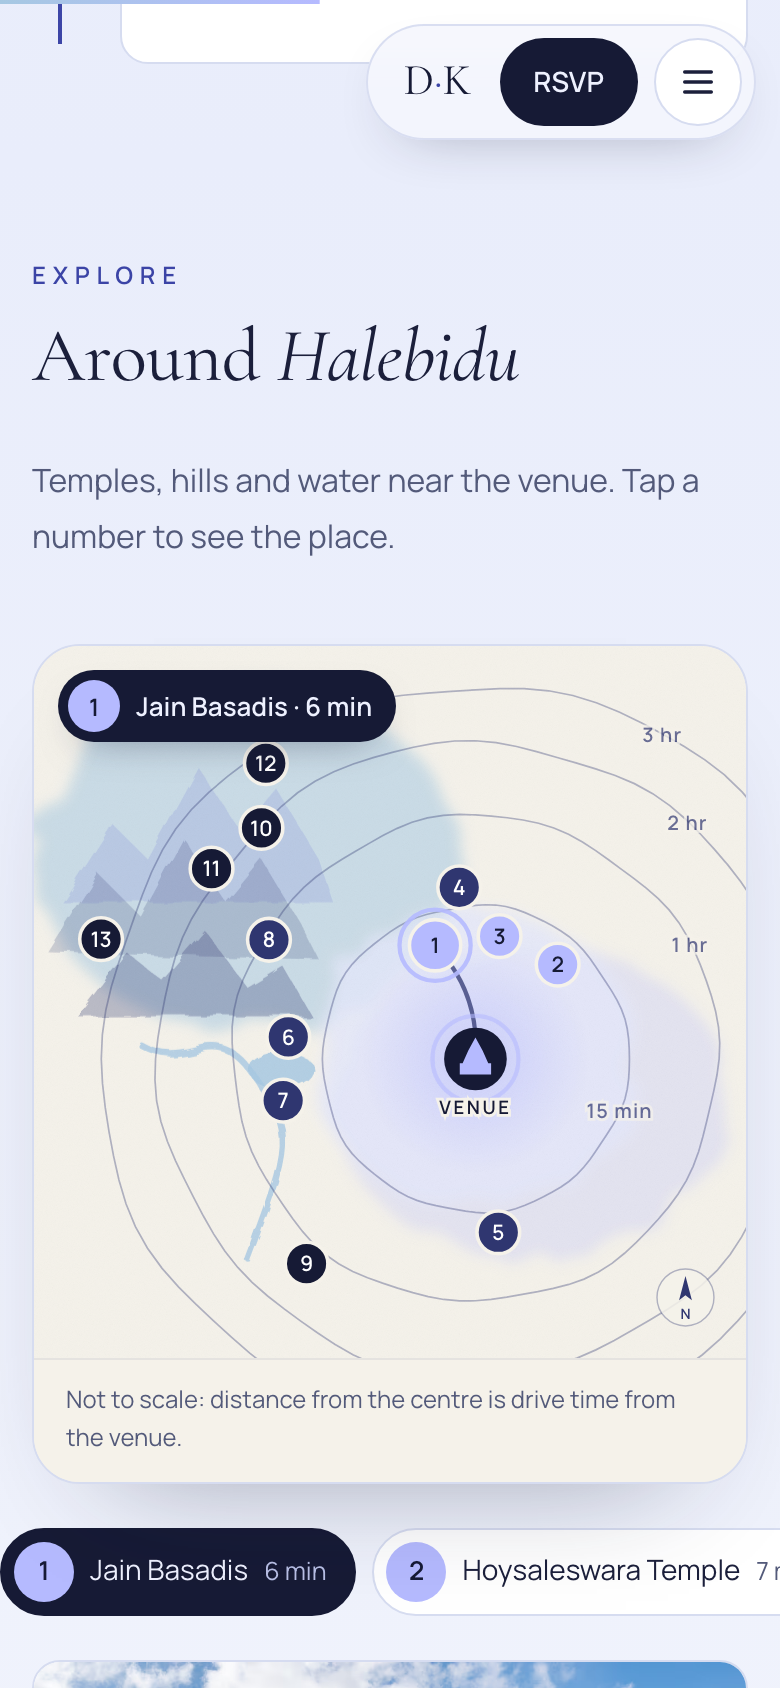 D·K
RSVP
EXPLORE
Around Halebidu
Temples, hills and water near the venue. Tap a
number to see the place.
1 Jain Basadis · 6 min
3 hr
12
2 hr
10
11
4
13
8
1
3
1 hr
2
6
7
VENUE
15 min
5
9
N
Not to scale: distance from the centre is drive time from
the venue.
1 Jain Basadis 6 min
2 Hoysaleswara Temple 7